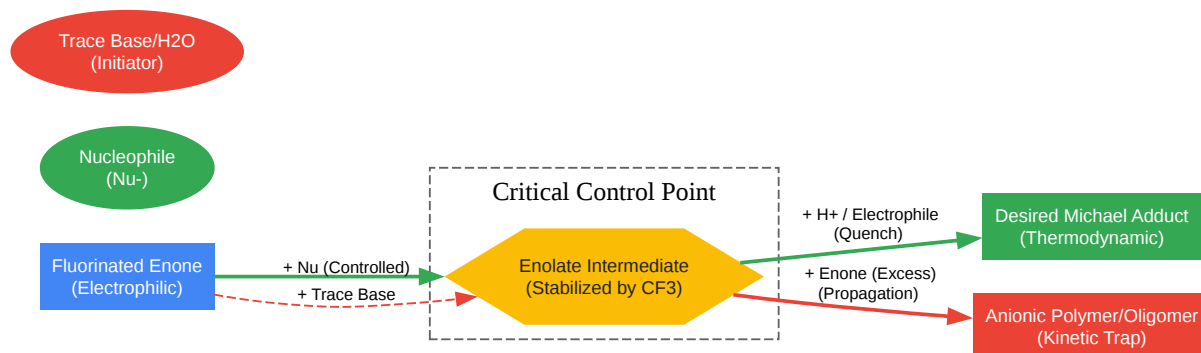 Trace Base/H2O
(Initiator)
Nucleophile
(Nu-)
Critical Control Point
Fluorinated Enone
(Electrophilic)
+ Nu (Controlled)
+ Trace Base
Enolate Intermediate
(Stabilized by CF3)
+ H+ / Electrophile
(Quench)
+ Enone (Excess)
(Propagation)
Desired Michael Adduct
(Thermodynamic)
Anionic Polymer/Oligomer
(Kinetic Trap)